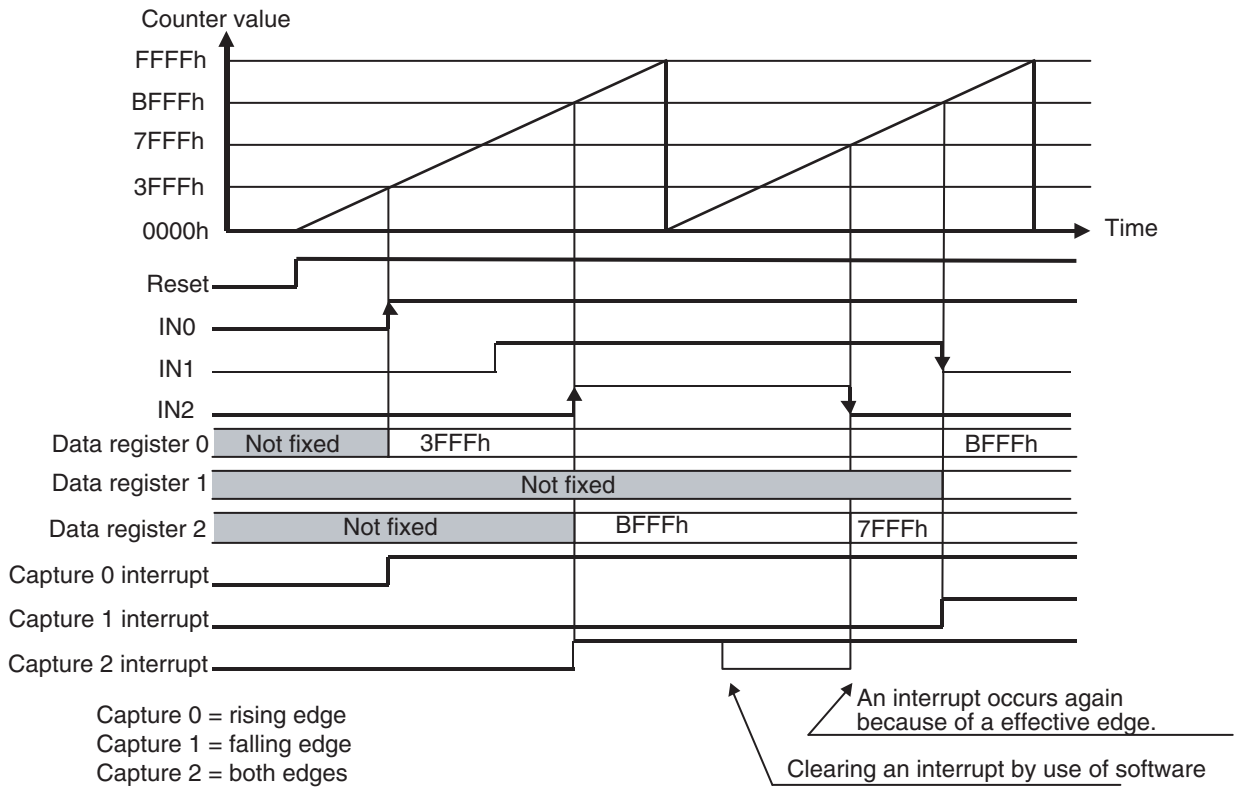 Counter value
FFFFh
BFFFh
7FFFh
3FFFh
0000h
Time
Reset
IN0
IN1
IN2
Data register 0 Not fixed 3FFFh BFFFh
Data register 1 Not fixed
Data register 2 Not fixed BFFFh 7FFFh
Capture 0 interrupt
Capture 1 interrupt
Capture 2 interrupt
An interrupt occurs again
because of a effective edge.
Capture 0 = rising edge
Capture 1 = falling edge
Capture 2 = both edges
Clearing an interrupt by use of software